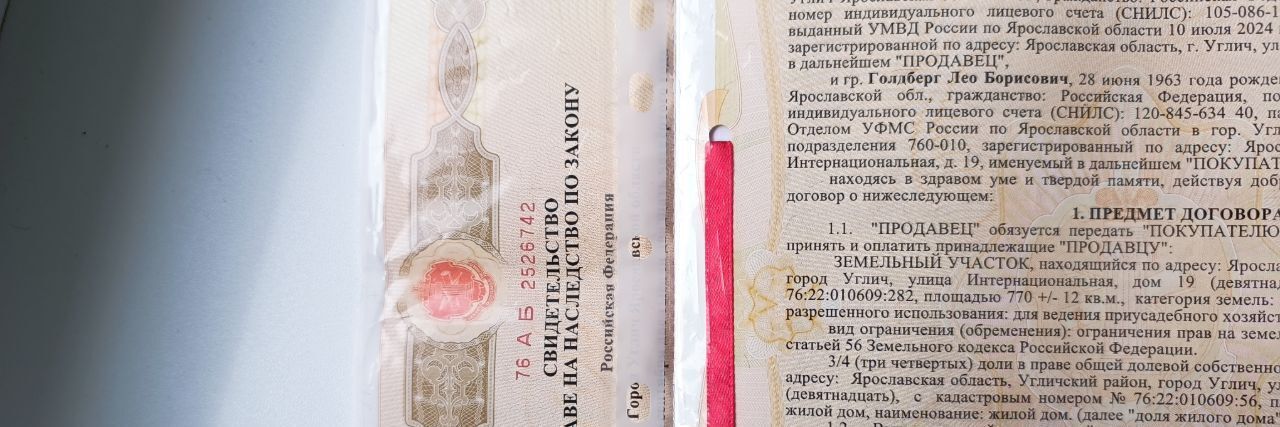 76 А Б 2526742
СВИДЕТЕЛЬСТВО
АВЕ НА НАСЛЕДСТВО ПО ЗАКОНУ
Российская Федерация
Горо
номер индивидуального лицевого счета (СНИЛС): 105-086-1
выданный УМВД России по Ярославской области 10 июля 2024
зарегистрированной по адресу: Ярославская область, г. Углич, ул
в дальнейшем "ПРОДАВЕЦ",
и гр. Голдберг Лео Борисович, 28 июня 1963 года рожде
Ярославской обл., гражданство: Российская Федерация, по
индивидуального лицевого счета (СНИЛС): 120-845-634 40, па
Отделом УФМС России по Ярославской области в гор. Угл
подразделения 760-010, зарегистрированный по адресу: Ярос
Интернациональная, д. 19, именуемый в дальнейшем "ПОКУПАТ
находясь в здравом уме и твердой памяти, действуя доб
договор о нижеследующем:
1. ПРЕДМЕТ ДОГОВОРА
1.1. "ПРОДАВЕЦ" обязуется передать "ПОКУПАТЕЛЮ
принять и оплатить принадлежащие "ПРОДАВЦУ":
ЗЕМЕЛЬНЫЙ УЧАСТОК, находящийся по адресу: Яросла
город Углич, улица Интернациональная, дом 19 (девятнад
76:22:010609:282, площадью 770 +/- 12 кв.м., категория земель:
разрешенного использования: для ведения приусадебного хозяйст
вид ограничения (обременения): ограничения прав на земел
статьей 56 Земельного кодекса Российской Федерации.
3/4 (три четвертых) доли в праве общей долевой собственно
адресу: Ярославская область, Угличский район, город Углич, у
(девятнадцать), с кадастровым номером № 76:22:010609:56, п
жилой дом, наименование: жилой дом. (далее "доля жилого дома"